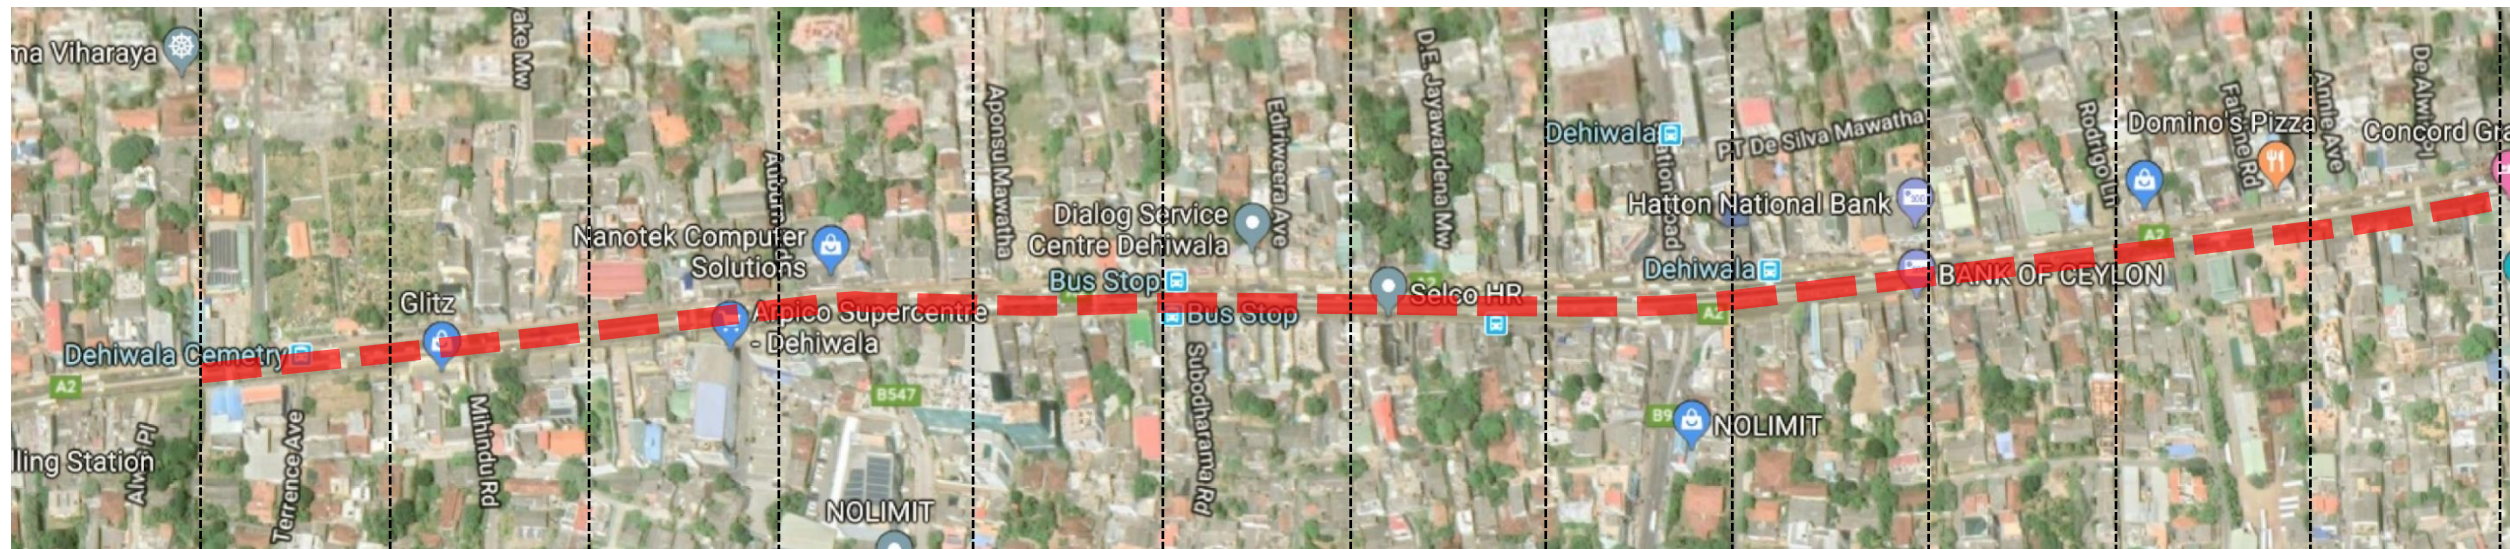 ma Viharaya
ake Mw
D.E. Jayawardena Mw
De Alwis Pl
Annie Ave
Domino's Pizza
Concord Gra
Rodrigo Ln
Dehiwala
PT De Silva Mawatha
Aponsu Mawatha
Ediriweera Ave
Hatton National Bank
Dialog Service
Centre Dehiwala
Nanotek Computer
Solutions
Bus Stop
A2
Dehiwala
BANK OF CEYLON
Selco HR
Glitz
Arpico Supercentre
- Dehiwala
Bus Stop
A2
Dehiwala Cemetry
A2
B547
Subodharama Rd
Mihindu Rd
Terrence Ave
Alwis Pl
B9
NOLIMIT
lling Station
NOLIMIT